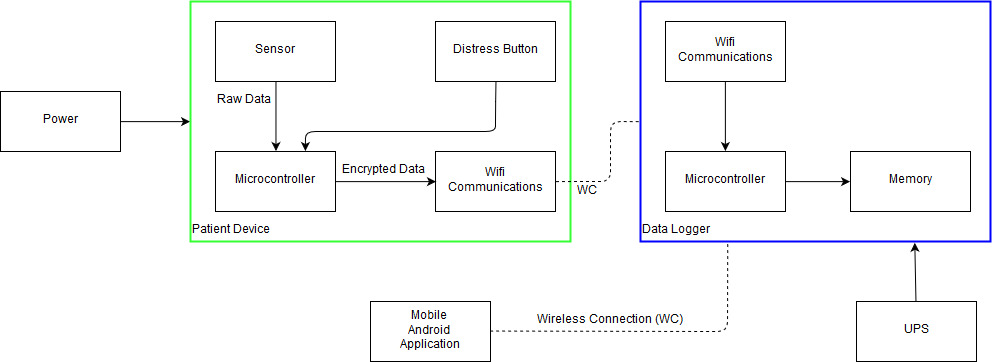 Sensor
Distress Button
Wifi
Communications
Raw Data
Power
Microcontroller
Encrypted Data
Wifi
Communications
WC
Microcontroller
Memory
Patient Device
Data Logger
Mobile
Android
Application
Wireless Connection (WC)
UPS